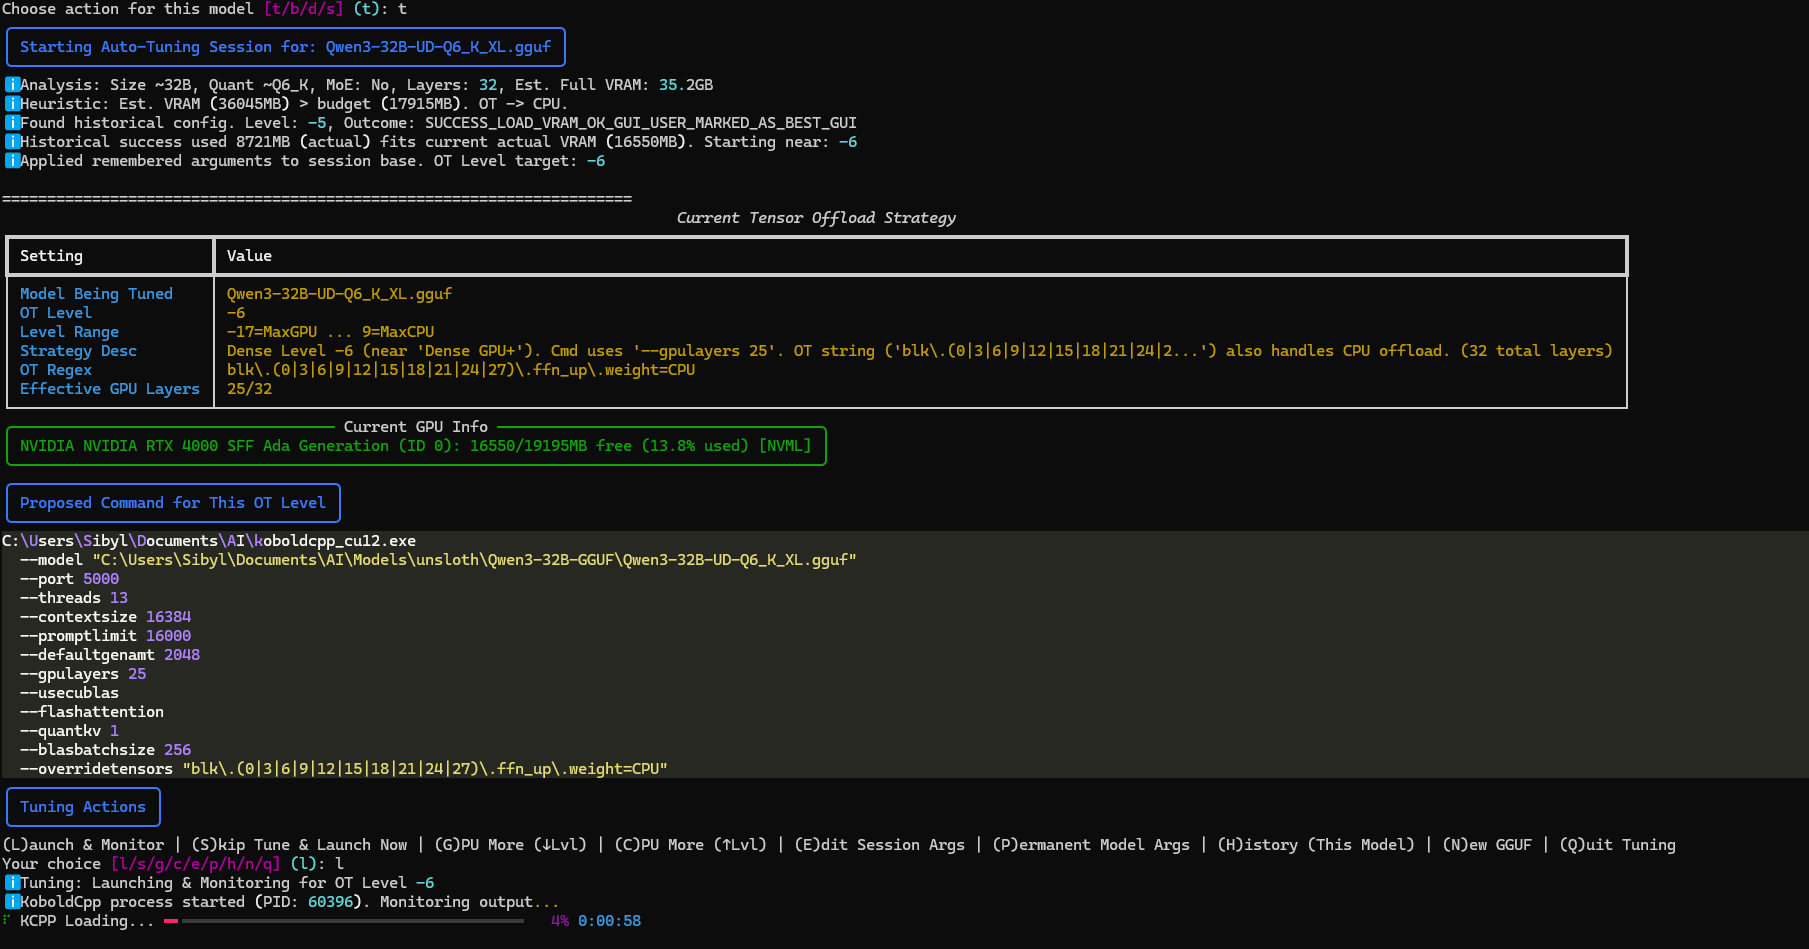 Choose action for this model [t/b/d/s] (t): t
Starting Auto-Tuning Session for: Qwen3-32B-UD-Q6_K_XL.gguf
iAnalysis: Size ~32B, Quant ~Q6_K, MoE: No, Layers: 32, Est. Full VRAM: 35.2GB
iHeuristic: Est. VRAM (36045MB) > budget (17915MB). OT -> CPU.
iFound historical config. Level: -5, Outcome: SUCCESS_LOAD_VRAM_OK_GUI_USER_MARKED_AS_BEST_GUI
iHistorical success used 8721MB (actual) fits current actual VRAM (16550MB). Starting near: -6
iApplied remembered arguments to session base. OT Level target: -6
======================================================================
Current Tensor Offload Strategy
Setting Value
Model Being Tuned Qwen3-32B-UD-Q6_K_XL.gguf
OT Level -6
Level Range -17=MaxGPU ... 9=MaxCPU
Strategy Desc Dense Level -6 (near 'Dense GPU+'). Cmd uses '--gpulayers 25'. OT string ('blk\.(0|3|6|9|12|15|18|21|24|2...') also handles CPU offload. (32 total layers)
OT Regex blk\.(0|3|6|9|12|15|18|21|24|27)\.ffn_up\.weight=CPU
Effective GPU Layers 25/32
Current GPU Info
NVIDIA NVIDIA RTX 4000 SFF Ada Generation (ID 0): 16550/19195MB free (13.8% used) [NVML]
Proposed Command for This OT Level
C:\Users\Sibyl\Documents\AI\koboldcpp_cu12.exe
--model "C:\Users\Sibyl\Documents\AI\Models\unsloth\Qwen3-32B-GGUF\Qwen3-32B-UD-Q6_K_XL.gguf"
--port 5000
--threads 13
--contextsize 16384
--promptlimit 16000
--defaultgenamt 2048
--gpulayers 25
--usecublas
--flashattention
--quantkv 1
--blasbatchsize 256
--overridetensors "blk\.(0|3|6|9|12|15|18|21|24|27)\.ffn_up\.weight=CPU"
Tuning Actions
(L)aunch & Monitor | (S)kip Tune & Launch Now | (G)PU More (↓Lvl) | (C)PU More (↑Lvl) | (E)dit Session Args | (P)ermanent Model Args | (H)istory (This Model) | (N)ew GGUF | (Q)uit Tuning
Your choice [l/s/g/c/e/p/h/n/q] (l): l
iTuning: Launching & Monitoring for OT Level -6
iKoboldCpp process started (PID: 60396). Monitoring output...
KCPP Loading... 4% 0:00:58